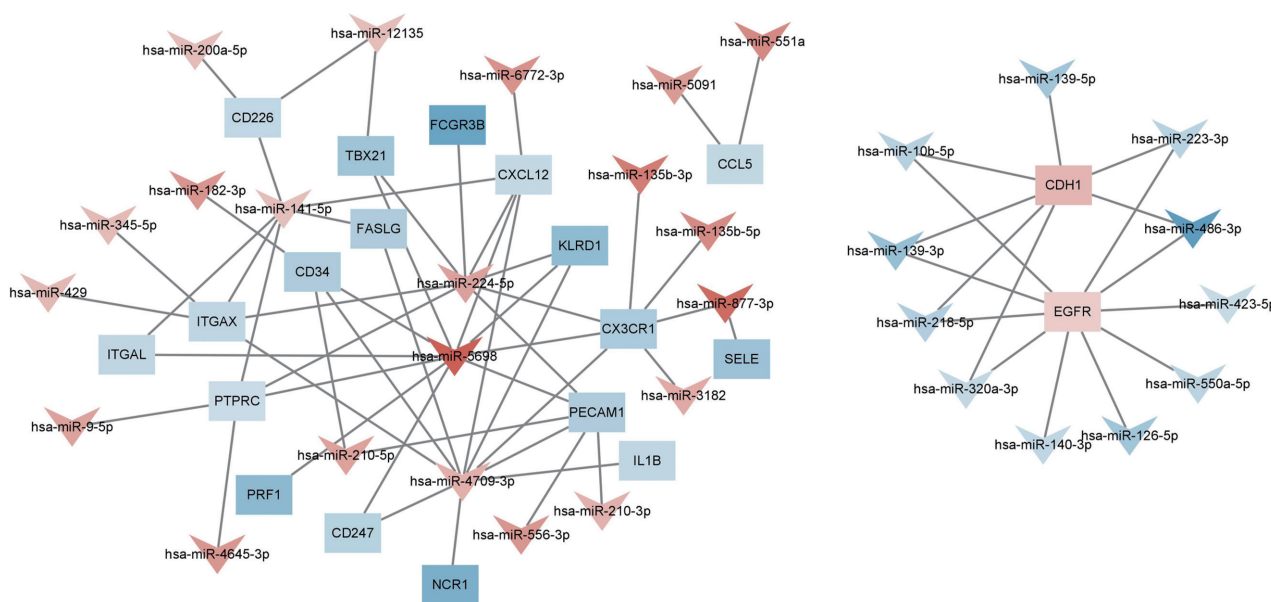 hsa-miR-12135
hsa-miR-200a-5p
hsa-miR-551a
hsa-miR-6772-3p
hsa-miR-5091
hsa-miR-139-5p
CD226
FCGR3B
hsa-miR-223-3p
hsa-miR-10b-5p
TBX21
CCL5
CXCL12
hsa-miR-135b-3p
CDH1
hsa-miR-182-3p
hsa-miR-141-5p
hsa-miR-345-5p
FASLG
hsa-miR-135b-5p
hsa-miR-486-3p
KLRD1
hsa-miR-139-3p
CD34
hsa-miR-224-5p
hsa-miR-429
hsa-miR-877-3p
hsa-miR-423-5p
EGFR
ITGAX
CX3CR1
hsa-miR-218-5p
ITGAL
hsa-miR-5698
SELE
hsa-miR-550a-5p
hsa-miR-320a-3p
PTPRC
hsa-miR-3182
PECAM1
hsa-miR-9-5p
hsa-miR-126-5p
hsa-miR-140-3p
hsa-miR-210-5p
IL1B
hsa-miR-4709-3p
PRF1
hsa-miR-210-3p
CD247
hsa-miR-556-3p
hsa-miR-4645-3p
NCR1